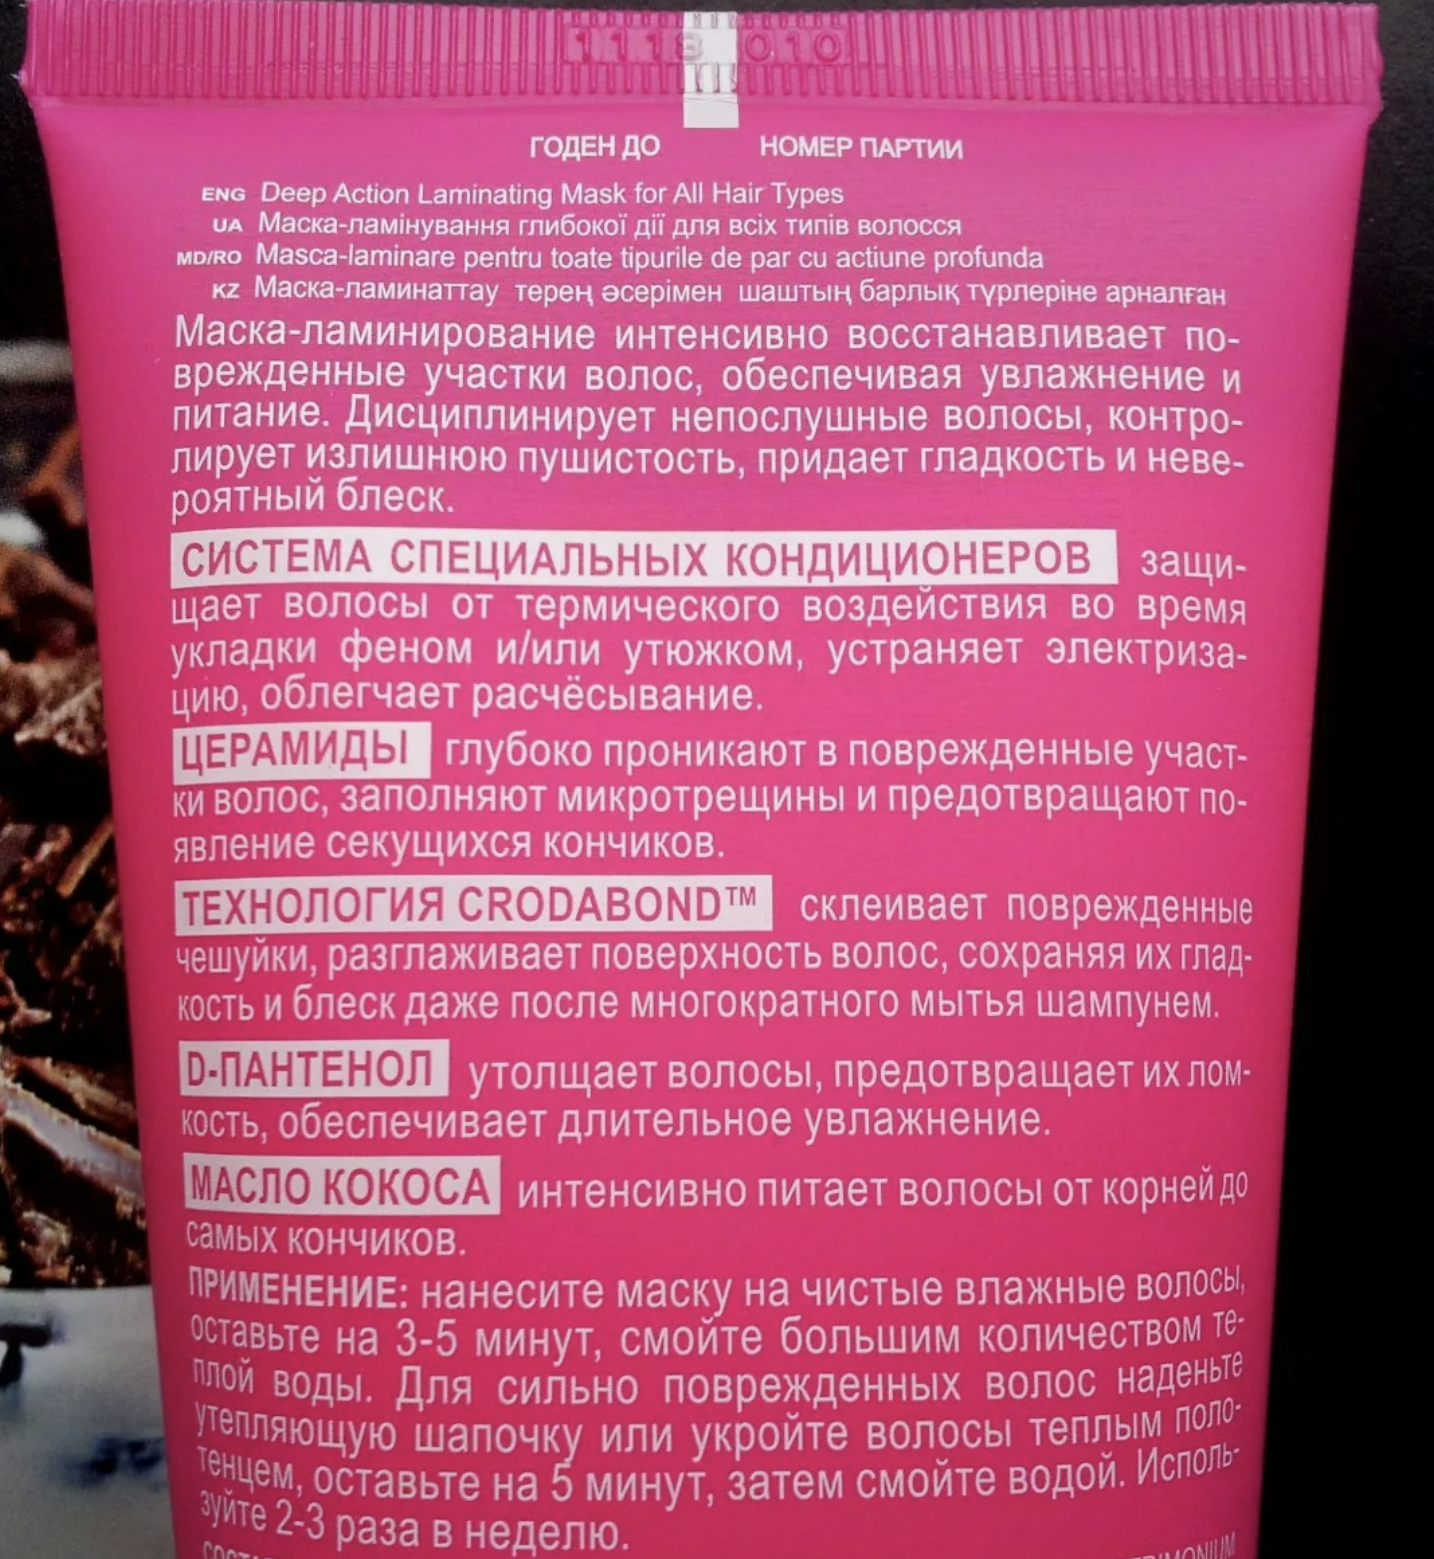 1118 010
ГОДЕН ДО НОМЕР ПАРТИИ
ENG Deep Action Laminating Mask for All Hair Types
UA Маска-ламінування глибокої дії для всіх типів волосся
MD/RO Masca-laminare pentru toate tipurile de par cu actiune profunda
KZ Маска-ламинаттау терең әсерімен шаштың барлық түрлеріне арналған
Маска-ламинирование интенсивно восстанавливает по-
врежденные участки волос, обеспечивая увлажнение и
питание. Дисциплинирует непослушные волосы, контро-
лирует излишнюю пушистость, придает гладкость и неве-
роятный блеск.
СИСТЕМА СПЕЦИАЛЬНЫХ КОНДИЦИОНЕРОВ защи-
щает волосы от термического воздействия во время
укладки феном и/или утюжком, устраняет электриза-
цию, облегчает расчёсывание.
ЦЕРАМИДЫ глубоко проникают в поврежденные участ-
ки волос, заполняют микротрещины и предотвращают по-
явление секущихся кончиков.
ТЕХНОЛОГИЯ CRODABOND™ склеивает поврежденные
чешуйки, разглаживает поверхность волос, сохраняя их глад-
кость и блеск даже после многократного мытья шампунем.
D-ПАНТЕНОЛ утолщает волосы, предотвращает их лом-
кость, обеспечивает длительное увлажнение.
МАСЛО КОКОСА интенсивно питает волосы от корней до
самых кончиков.
ПРИМЕНЕНИЕ: нанесите маску на чистые влажные волосы,
оставьте на 3-5 минут, смойте большим количеством те-
плой воды. Для сильно поврежденных волос наденьте
утепляющую шапочку или укройте волосы теплым поло-
тенцем, оставьте на 5 минут, затем смойте водой. Исполь-
зуйте 2-3 раза в неделю.